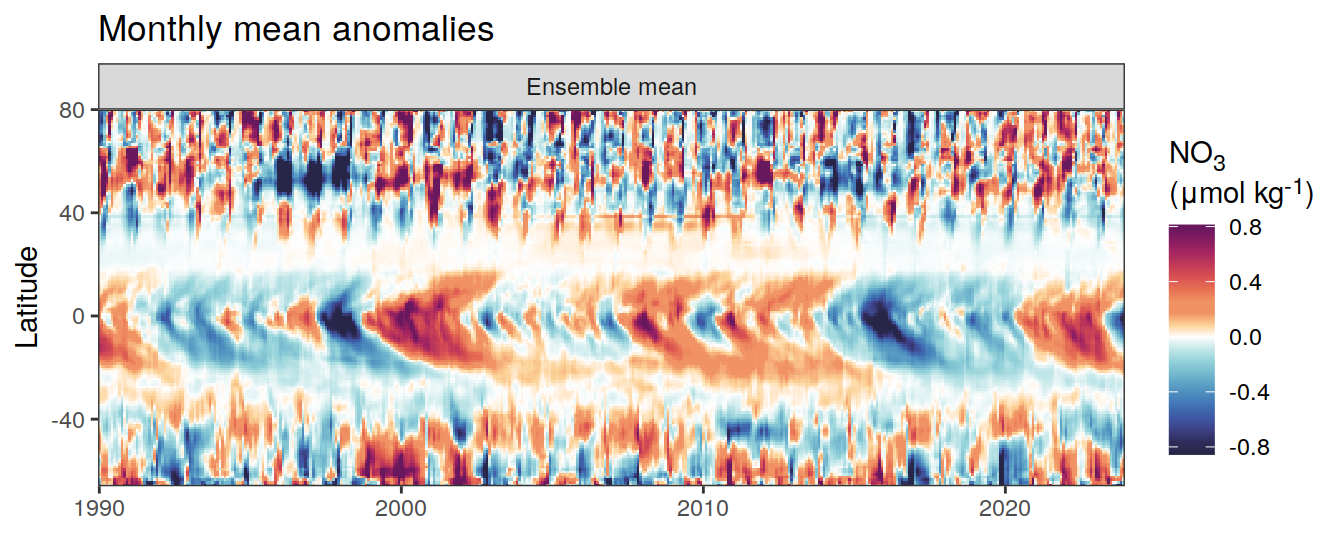 Monthly mean anomalies
Ensemble mean
80
40
0
-40
Latitude
1990 2000 2010 2020
NO₃
(μmol kg⁻¹)
0.8
0.4
0.0
-0.4
-0.8